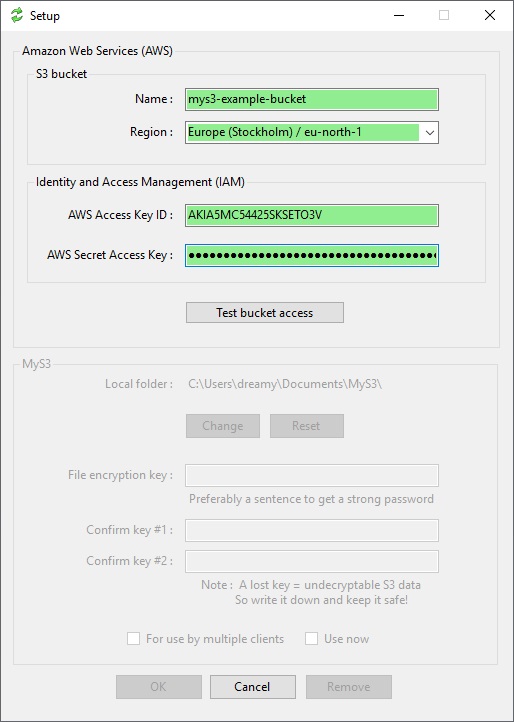 Setup
Amazon Web Services (AWS)
S3 bucket
Name :
mys3-example-bucket
Region :
Europe (Stockholm) / eu-north-1
Identity and Access Management (IAM)
AWS Access Key ID :
AKIA5MC54425SKSETO3V
AWS Secret Access Key :
Test bucket access
MyS3
Local folder :
C:\Users\dreamy\Documents\MyS3\
Change
Reset
File encryption key :
Preferably a sentence to get a strong password
Confirm key #1 :
Confirm key #2 :
Note : A lost key = undecryptable S3 data
So write it down and keep it safe!
For use by multiple clients
Use now
OK
Cancel
Remove